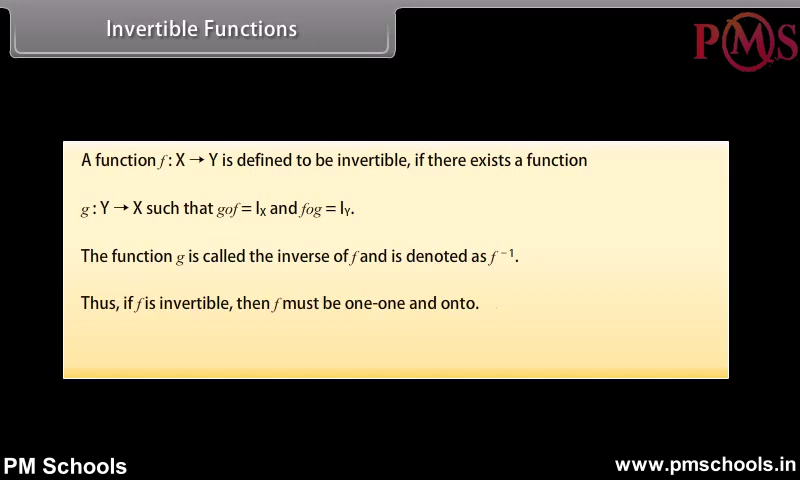 Invertible Functions
PMS
A function f : X → Y is defined to be invertible, if there exists a function
g : Y → X such that gof = Iₓ and fog = I_Y.
The function g is called the inverse of f and is denoted as f ⁻¹.
Thus, if f is invertible, then f must be one-one and onto.
PM Schools
www.pmschools.in